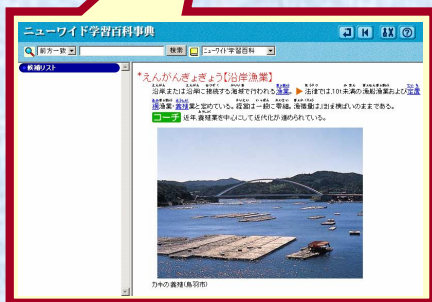 ニューワイド学習百科事典
前方一致
検索
ニューワイド学習百科
候補リスト
*えんがんぎょぎょう【沿岸漁業】
沿岸または沿岸に接続する海域で行われる漁業。▶法律では,10t未満の漁船漁業および定置
網漁業・養殖業と定めている。経営は一般に零細。漁獲量はほぼ横ばいのままである。
コーチ 近年,養殖業を中心にして近代化が進められている。
カキの養殖(鳥羽市)